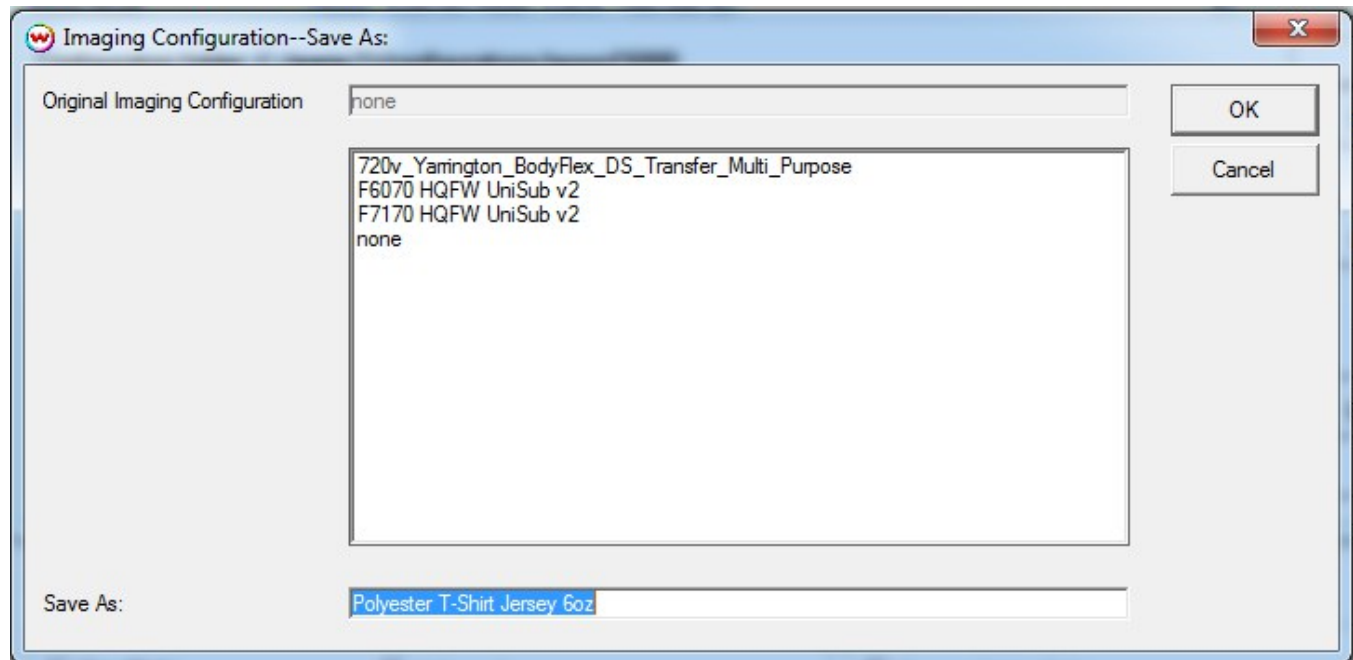 Imaging Configuration--Save As:
Original Imaging Configuration
none
OK
720v_Yarrington_BodyFlex_DS_Transfer_Multi_Purpose
F6070 HQFW UniSub v2
F7170 HQFW UniSub v2
none
Cancel
Save As:
Polyester T-Shirt Jersey 6oz